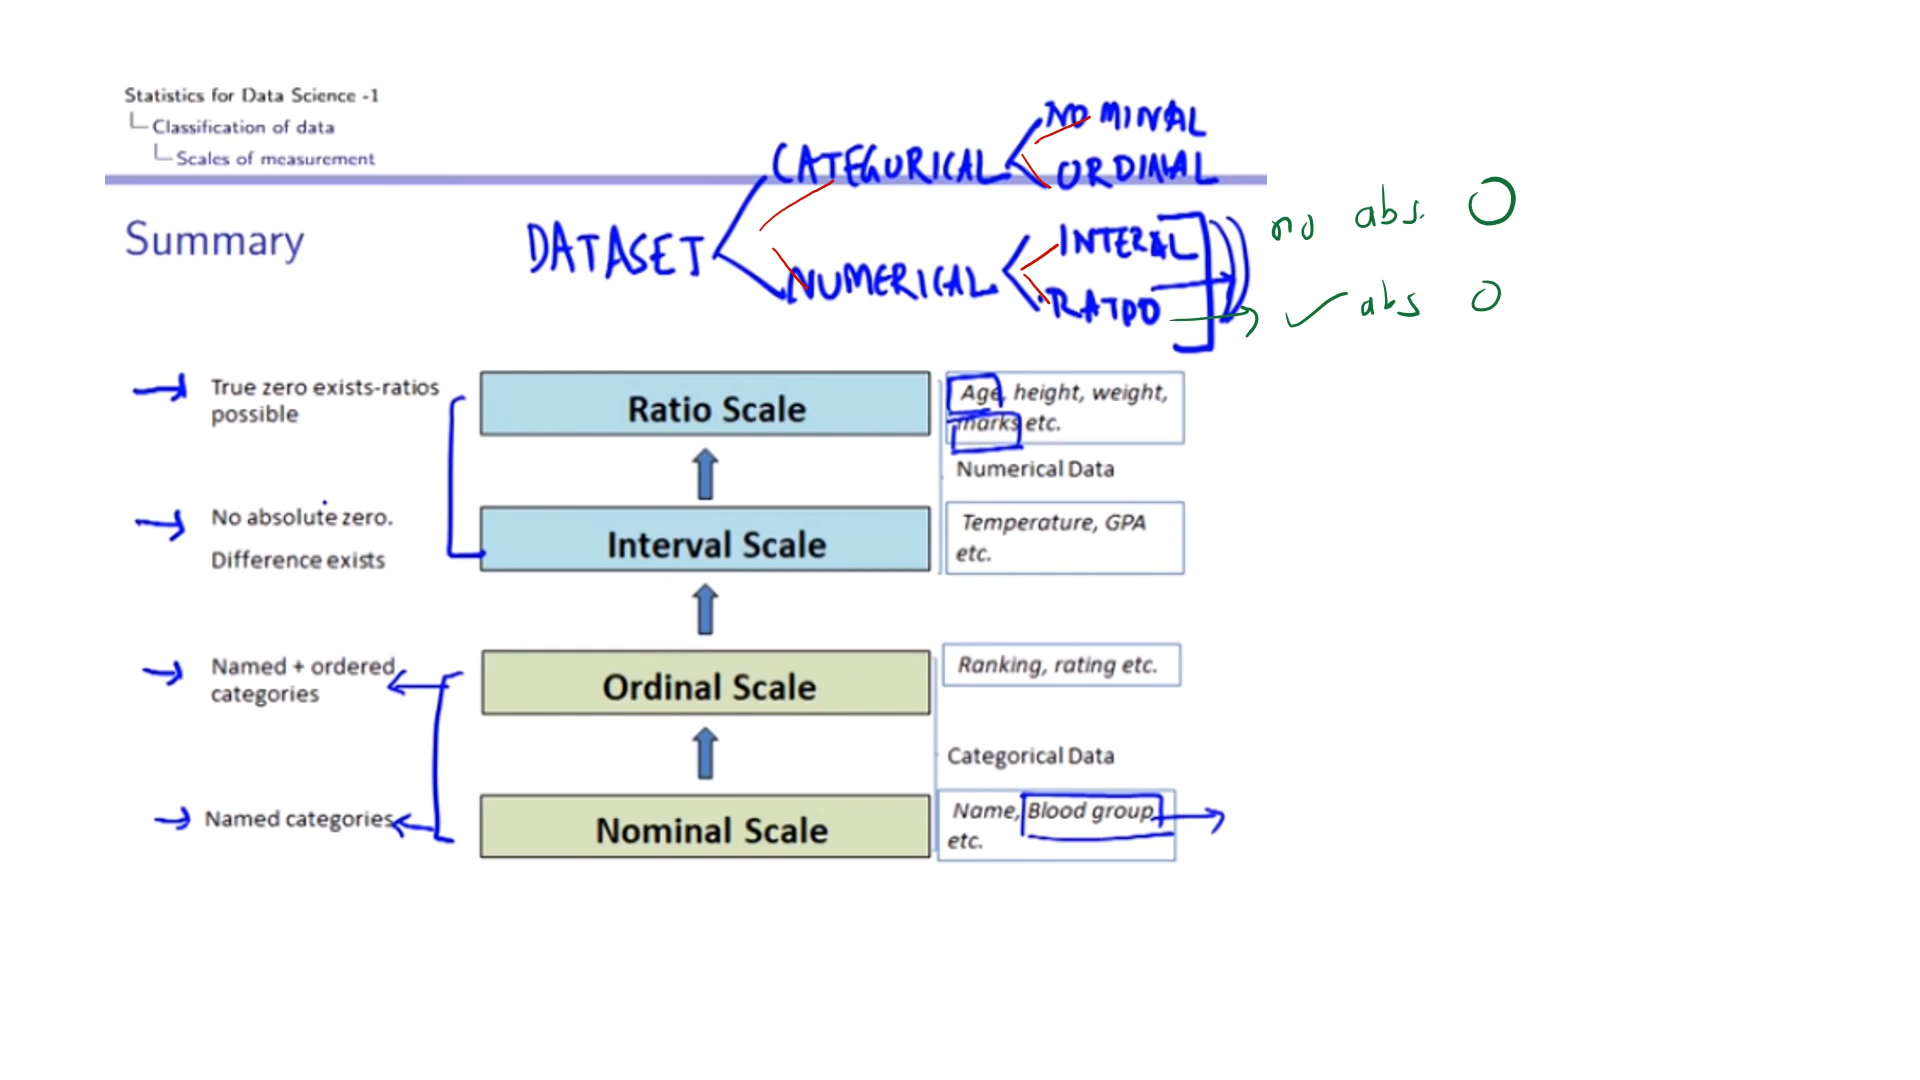 Statistics for Data Science -1
Classification of data
Scales of measurement
Summary
DATASET
CATEGORICAL
NOMINAL
ORDINAL
NUMERICAL
INTERAL
RATIO
no abs. 0
✓ abs 0
True zero exists-ratios
possible
Ratio Scale
Age, height, weight,
marks etc.
Numerical Data
No absolute zero.
Difference exists
Interval Scale
Temperature, GPA
etc.
Named + ordered
categories
Ordinal Scale
Ranking, rating etc.
Categorical Data
Named categories
Nominal Scale
Name, Blood group,
etc.